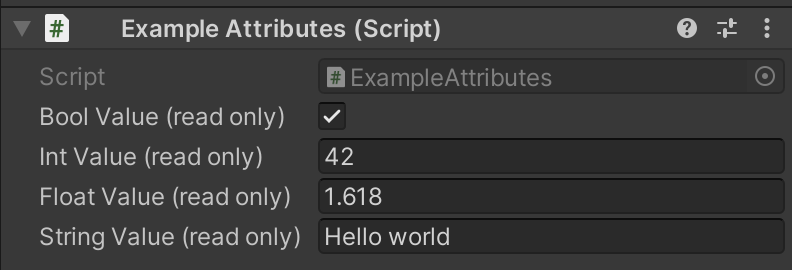 Example Attributes (Script)
Script ExampleAttributes
Bool Value (read only)
Int Value (read only) 42
Float Value (read only) 1.618
String Value (read only) Hello world